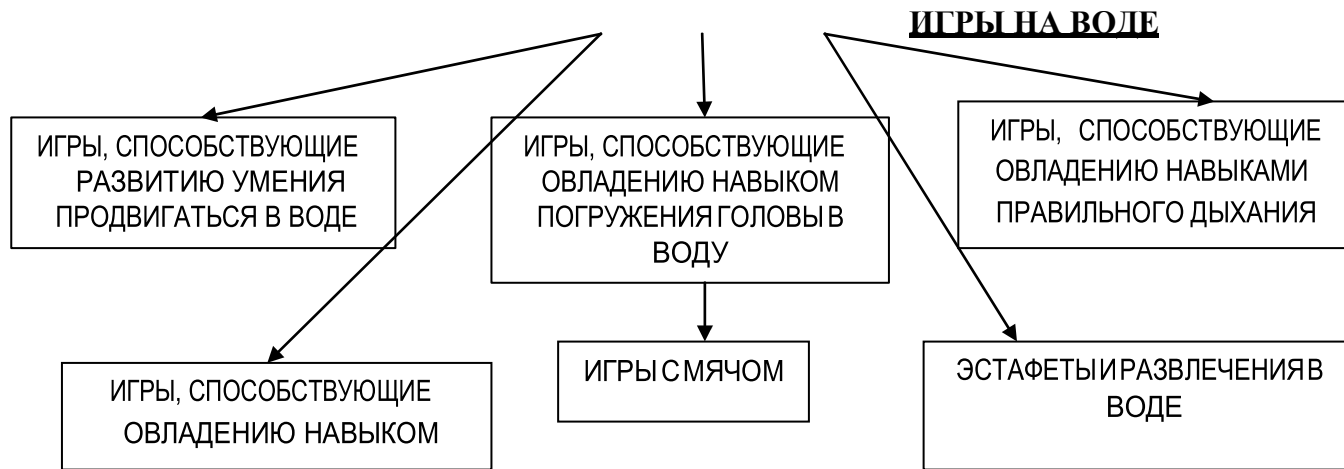 ИГРЫ НА ВОДЕ
ИГРЫ, СПОСОБСТВУЮЩИЕ
РАЗВИТИЮ УМЕНИЯ
ПРОДВИГАТЬСЯ В ВОДЕ
ИГРЫ, СПОСОБСТВУЮЩИЕ
ОВЛАДЕНИЮ НАВЫКОМ
ПОГРУЖЕНИЯ ГОЛОВЫ В
ВОДУ
ИГРЫ, СПОСОБСТВУЮЩИЕ
ОВЛАДЕНИЮ НАВЫКАМИ
ПРАВИЛЬНОГО ДЫХАНИЯ
ИГРЫ, СПОСОБСТВУЮЩИЕ
ОВЛАДЕНИЮ НАВЫКОМ
ИГРЫ С МЯЧОМ
ЭСТАФЕТЫ И РАЗВЛЕЧЕНИЯ В
ВОДЕ